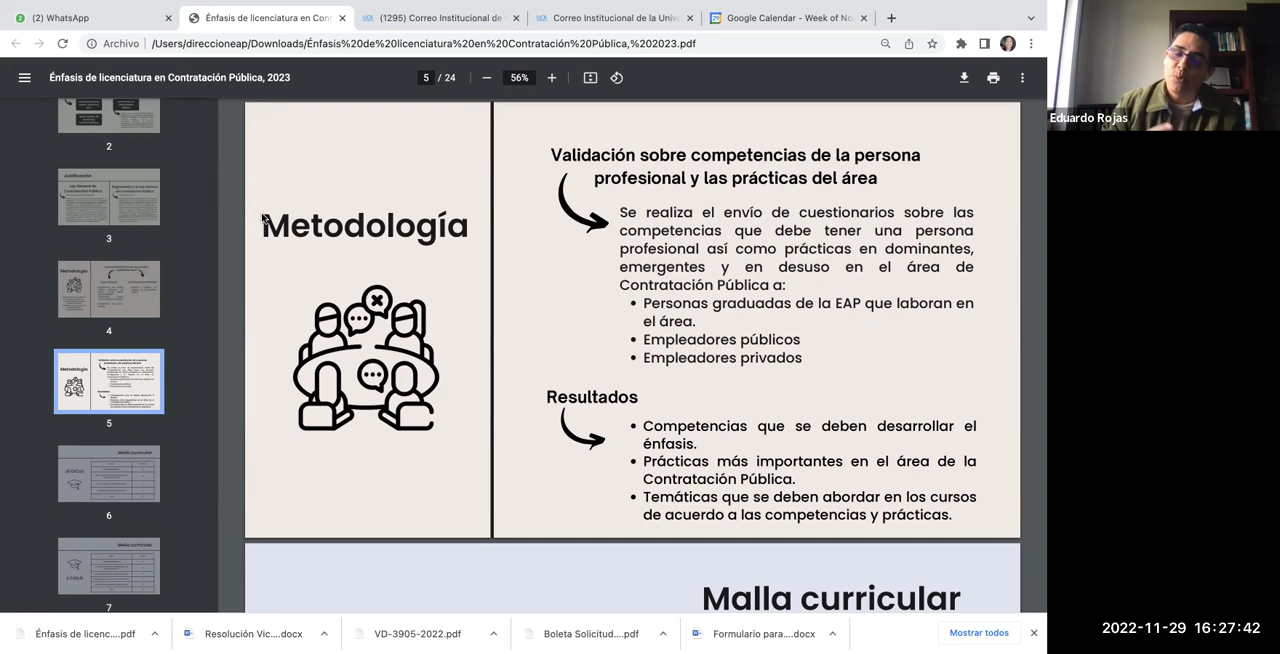 (2) WhatsApp
Énfasis de licenciatura en Cont
(1295) Correo Institucional de
Correo Institucional de la Unive
Google Calendar - Week of No
Archivo
/Users/direccioneap/Downloads/Énfasis%20de%20licenciatura%20en%20Contratación%20Pública,%202023.pdf
Énfasis de licenciatura en Contratación Pública, 2023
5 / 24
56%
2
Justificación
3
4
Metodología
5
Malla curricular
6
Malla curricular
7
Metodología
Validación sobre competencias de la persona
profesional y las prácticas del área
Se realiza el envío de cuestionarios sobre las
competencias que debe tener una persona
profesional así como prácticas en dominantes,
emergentes y en desuso en el área de
Contratación Pública a:
• Personas graduadas de la EAP que laboran en
el área.
• Empleadores públicos
• Empleadores privados
Resultados
• Competencias que se deben desarrollar el
énfasis.
• Prácticas más importantes en el área de la
Contratación Pública.
• Temáticas que se deben abordar en los cursos
de acuerdo a las competencias y prácticas.
Malla curricular
Eduardo Rojas
Énfasis de licenc....pdf
Resolución Vic....docx
VD-3905-2022.pdf
Boleta Solicitud....pdf
Formulario para....docx
Mostrar todos
2022-11-29 16:27:42